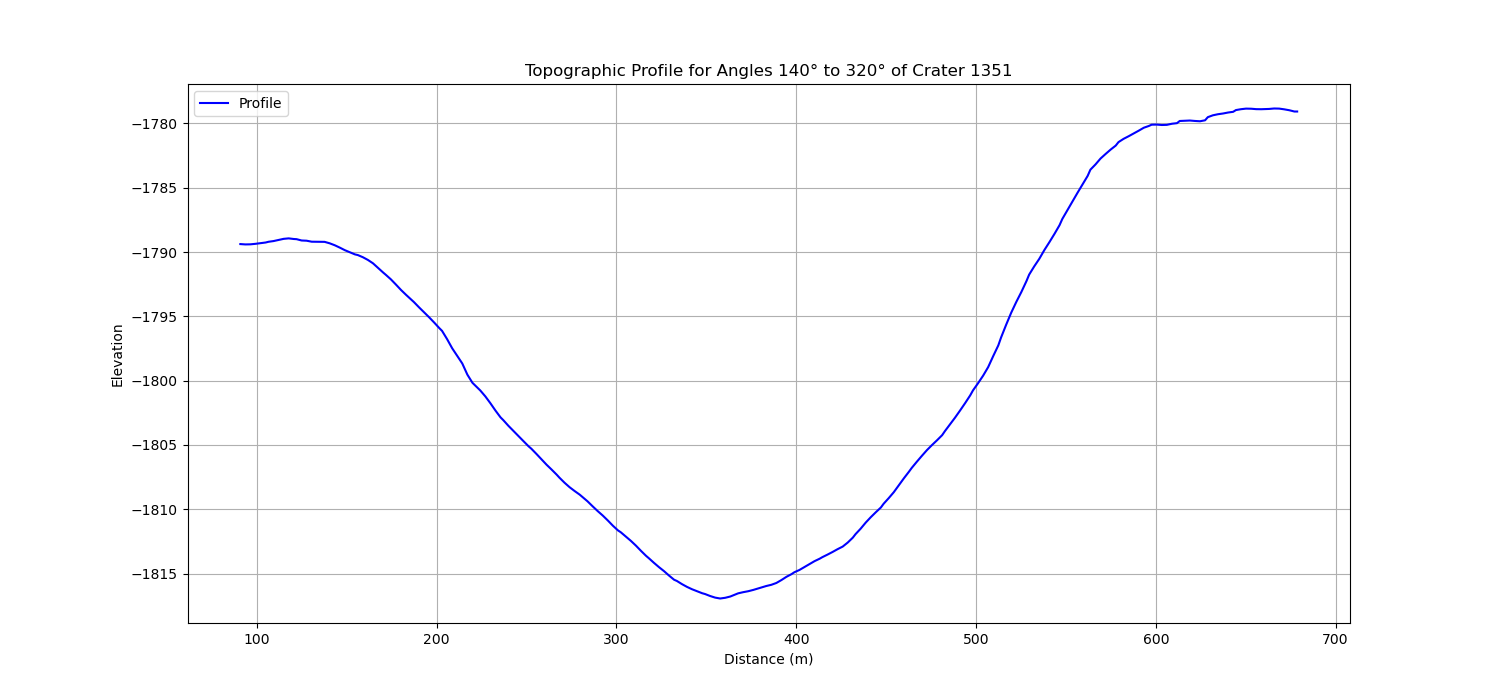 Topographic Profile for Angles 140° to 320° of Crater 1351
Profile
−1780
−1785
−1790
−1795
−1800
−1805
−1810
−1815
Elevation
100 200 300 400 500 600 700
Distance (m)